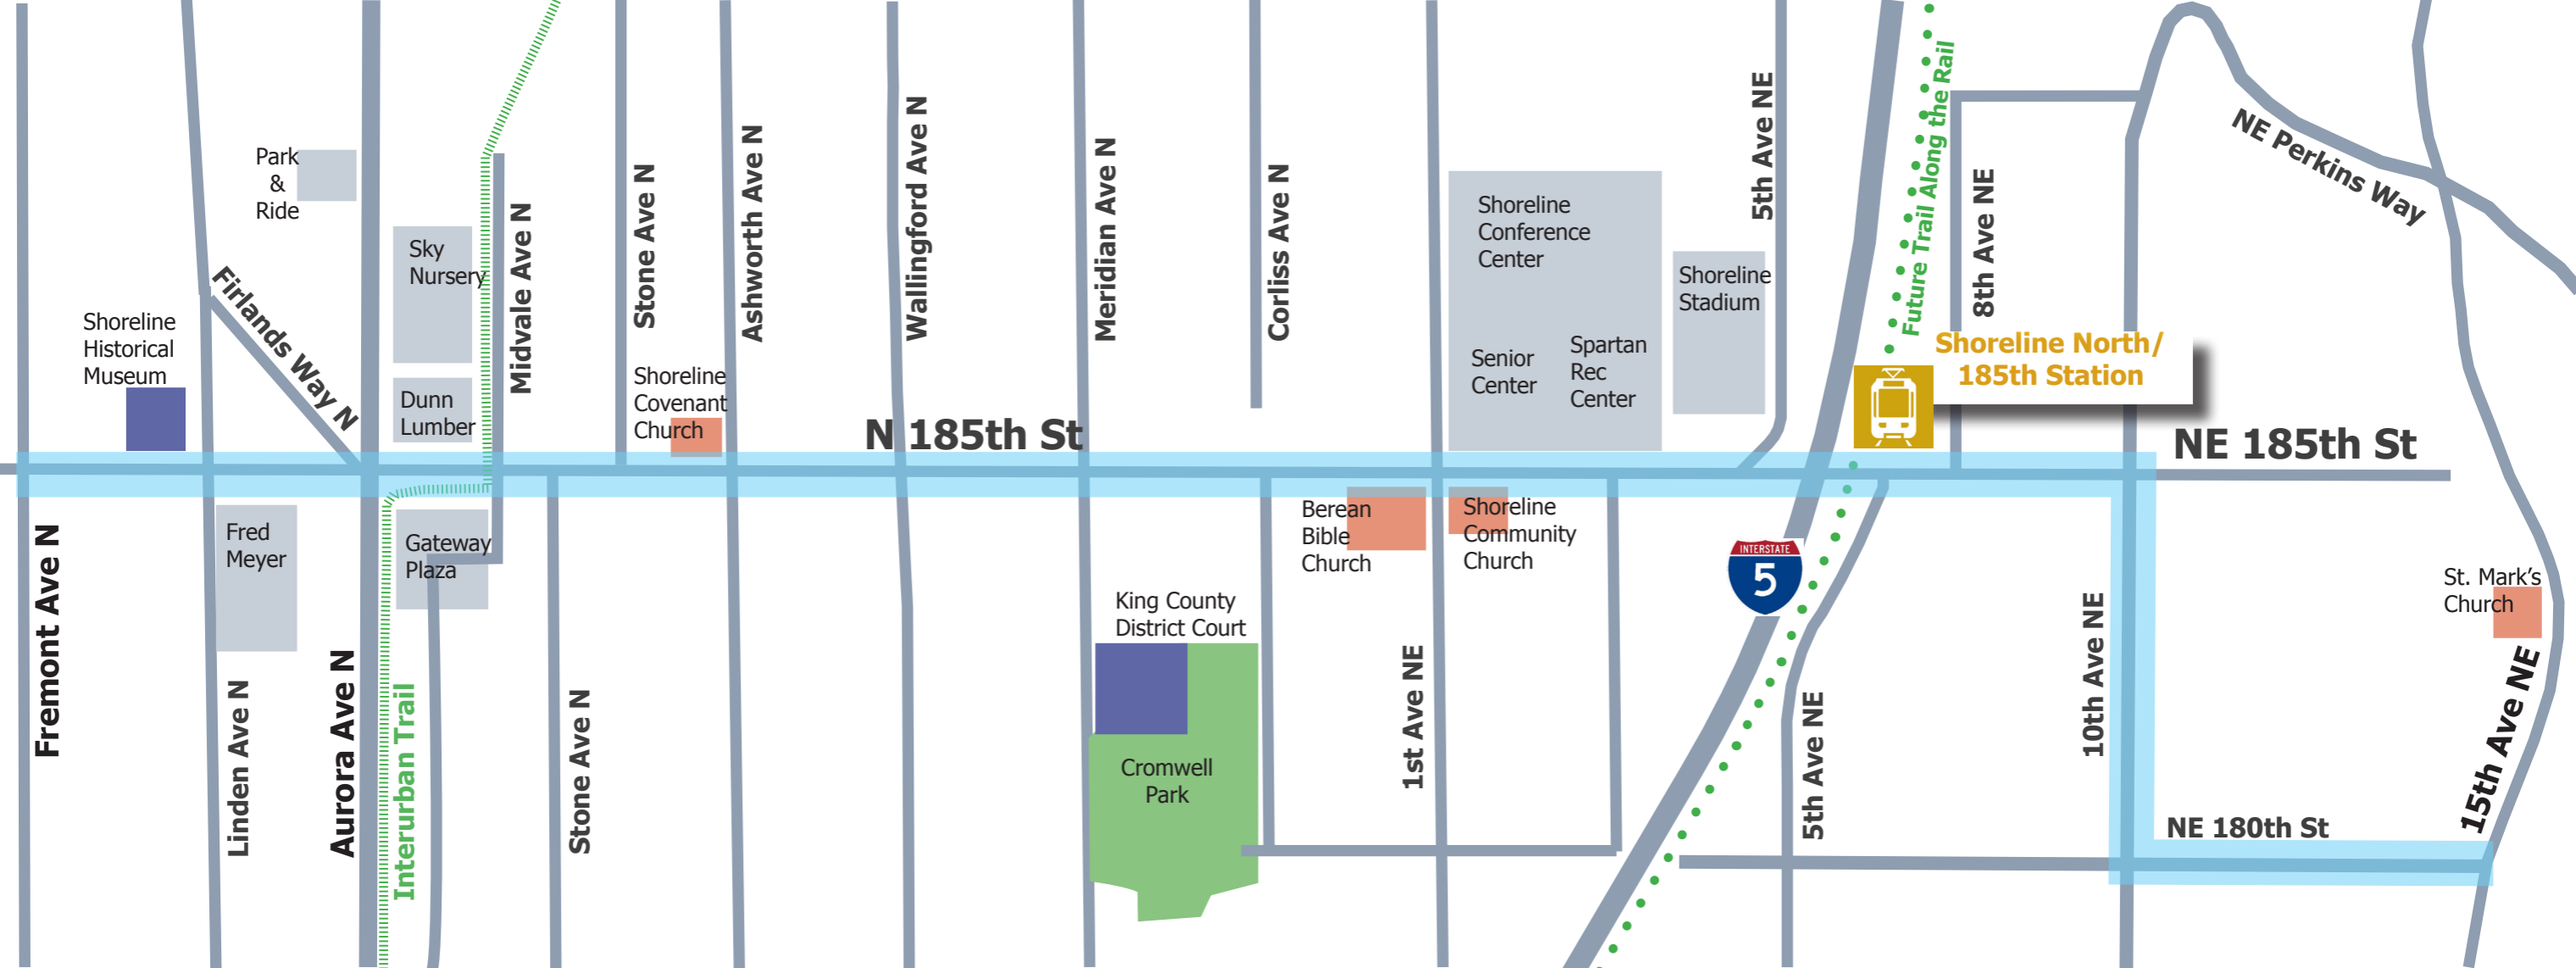 Park
&
Ride
Sky
Nursery
Dunn
Lumber
Shoreline
Historical
Museum
Firlands Way N
Midvale Ave N
Stone Ave N
Ashworth Ave N
Shoreline
Covenant
Church
Wallingford Ave N
Meridian Ave N
Corliss Ave N
Shoreline
Conference
Center
Senior
Center
Spartan
Rec
Center
Shoreline
Stadium
5th Ave NE
Future Trail Along the Rail
8th Ave NE
NE Perkins Way
Shoreline North/
185th Station
N 185th St
NE 185th St
Fremont Ave N
Fred
Meyer
Linden Ave N
Aurora Ave N
Interurban Trail
Gateway
Plaza
Stone Ave N
King County
District Court
Cromwell
Park
Berean
Bible
Church
Shoreline
Community
Church
1st Ave NE
INTERSTATE
5
5th Ave NE
10th Ave NE
NE 180th St
St. Mark’s
Church
15th Ave NE